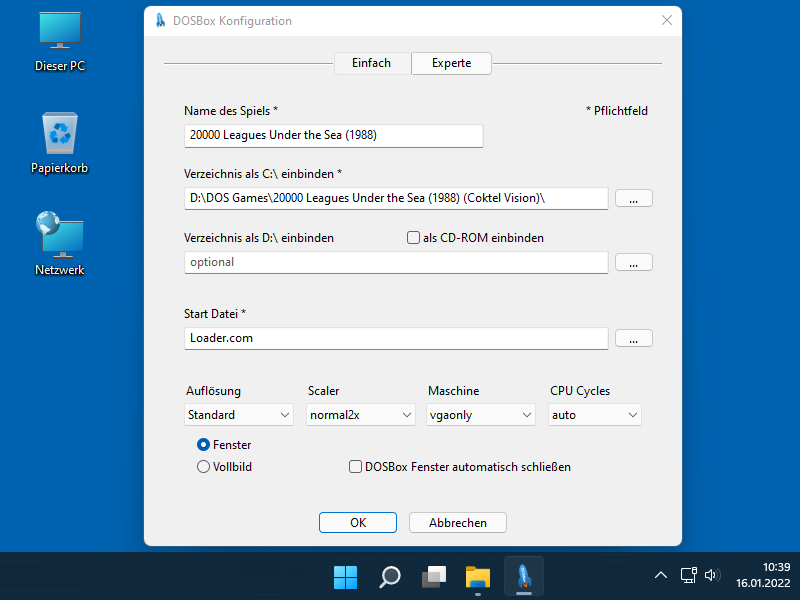 DOSBox Konfiguration
Dieser PC
Papierkorb
Netzwerk
Einfach
Experte
Name des Spiels *
* Pflichtfeld
20000 Leagues Under the Sea (1988)
Verzeichnis als C:\ einbinden *
D:\DOS Games\20000 Leagues Under the Sea (1988) (Coktel Vision)\
...
Verzeichnis als D:\ einbinden
als CD-ROM einbinden
optional
...
Start Datei *
Loader.com
...
Auflösung
Scaler
Maschine
CPU Cycles
Standard
normal2x
vgaonly
auto
Fenster
Vollbild
DOSBox Fenster automatisch schließen
OK
Abbrechen
10:39
16.01.2022